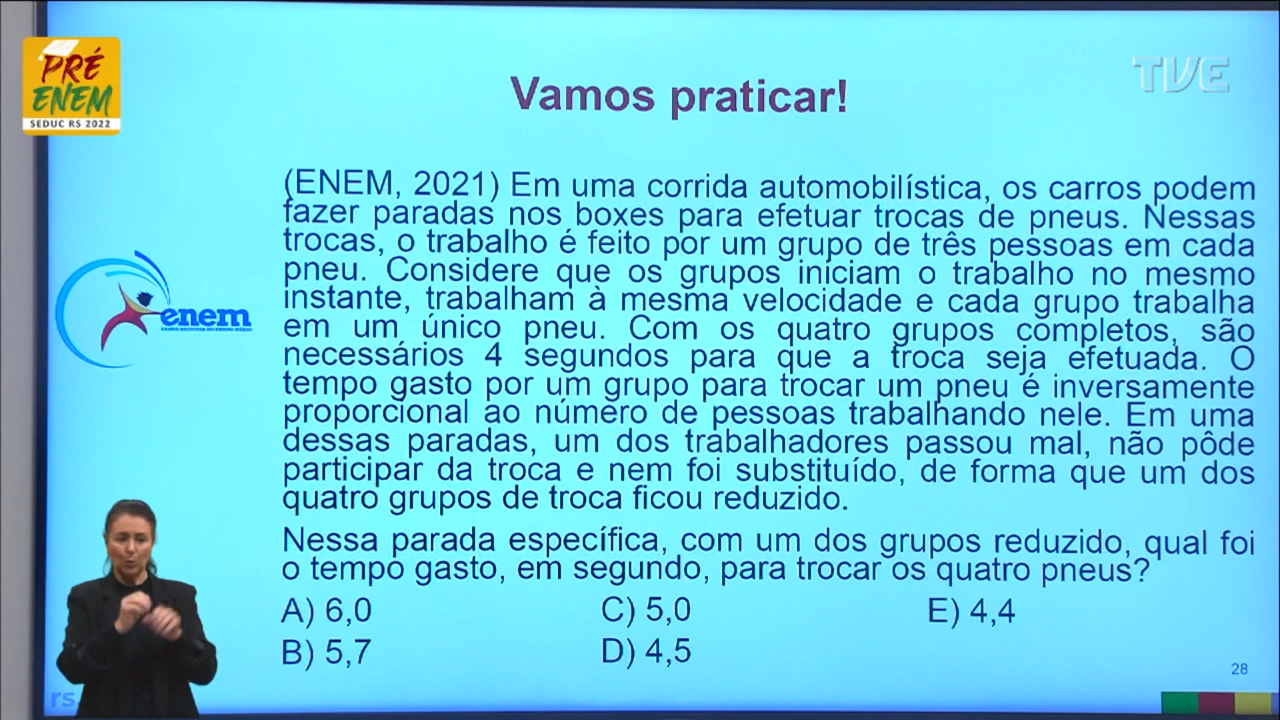 PRÉ
ENEM
SEDUC RS 2022
TVE
Vamos praticar!
(ENEM, 2021) Em uma corrida automobilística, os carros podem
fazer paradas nos boxes para efetuar trocas de pneus. Nessas
trocas, o trabalho é feito por um grupo de três pessoas em cada
pneu. Considere que os grupos iniciam o trabalho no mesmo
instante, trabalham à mesma velocidade e cada grupo trabalha
em um único pneu. Com os quatro grupos completos, são
necessários 4 segundos para que a troca seja efetuada. O
tempo gasto por um grupo para trocar um pneu é inversamente
proporcional ao número de pessoas trabalhando nele. Em uma
dessas paradas, um dos trabalhadores passou mal, não pôde
participar da troca e nem foi substituído, de forma que um dos
quatro grupos de troca ficou reduzido.
enem
Nessa parada específica, com um dos grupos reduzido, qual foi
o tempo gasto, em segundo, para trocar os quatro pneus?
A) 6,0 C) 5,0 E) 4,4
B) 5,7 D) 4,5
28
rs